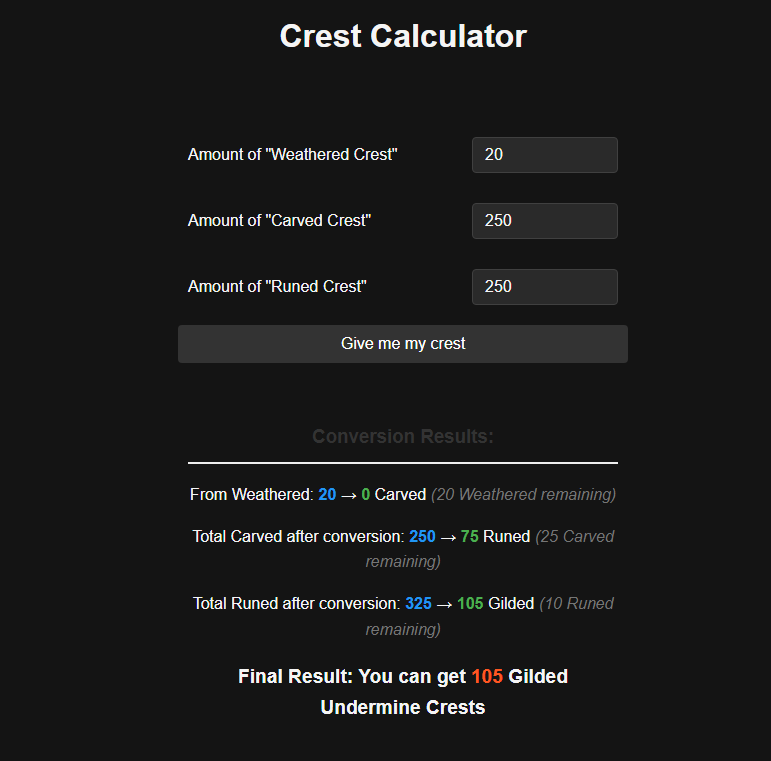 Crest Calculator
Amount of "Weathered Crest"
20
Amount of "Carved Crest"
250
Amount of "Runed Crest"
250
Give me my crest
Conversion Results:
From Weathered: 20 → 0 Carved (20 Weathered remaining)
Total Carved after conversion: 250 → 75 Runed (25 Carved
remaining)
Total Runed after conversion: 325 → 105 Gilded (10 Runed
remaining)
Final Result: You can get 105 Gilded
Undermine Crests